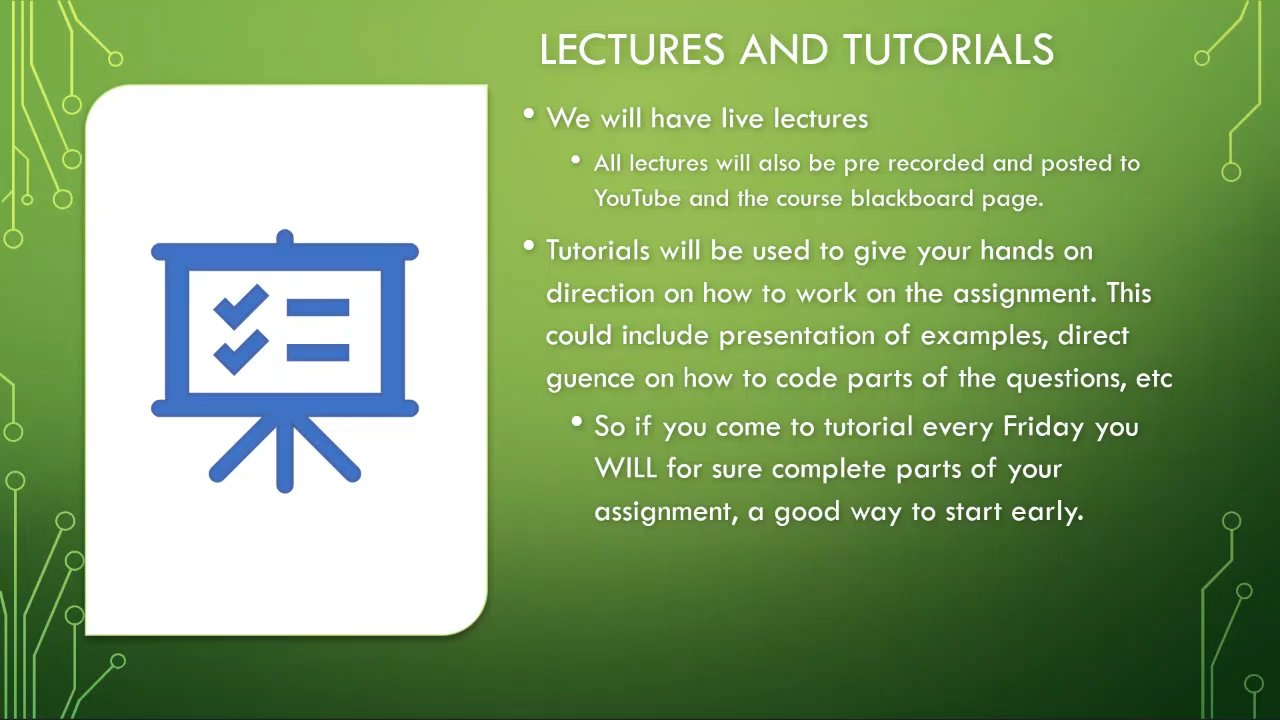 LECTURES AND TUTORIALS
• We will have live lectures
• All lectures will also be pre recorded and posted to
YouTube and the course blackboard page.
• Tutorials will be used to give your hands on
direction on how to work on the assignment. This
could include presentation of examples, direct
guence on how to code parts of the questions, etc
• So if you come to tutorial every Friday you
WILL for sure complete parts of your
assignment, a good way to start early.